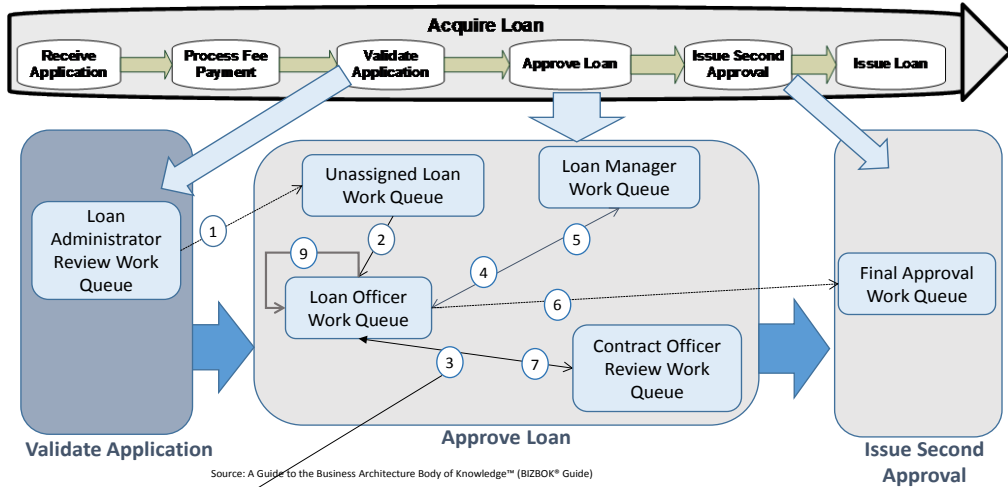 Acquire Loan
Receive
Application
Process Fee
Payment
Validate
Application
Approve Loan
Issue Second
Approval
Issue Loan
Loan
Administrator
Review Work
Queue
1
Unassigned Loan
Work Queue
2
9
Loan Officer
Work Queue
Loan Manager
Work Queue
5
4
6
3
7
Contract Officer
Review Work
Queue
Final Approval
Work Queue
Validate Application
Approve Loan
Issue Second
Approval
Source: A Guide to the Business Architecture Body of Knowledge™ (BIZBOK® Guide)